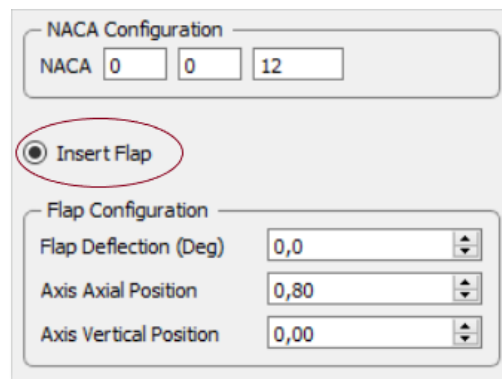 NACA Configuration
NACA 0 0 12
Insert Flap
Flap Configuration
Flap Deflection (Deg) 0,0
Axis Axial Position 0,80
Axis Vertical Position 0,00